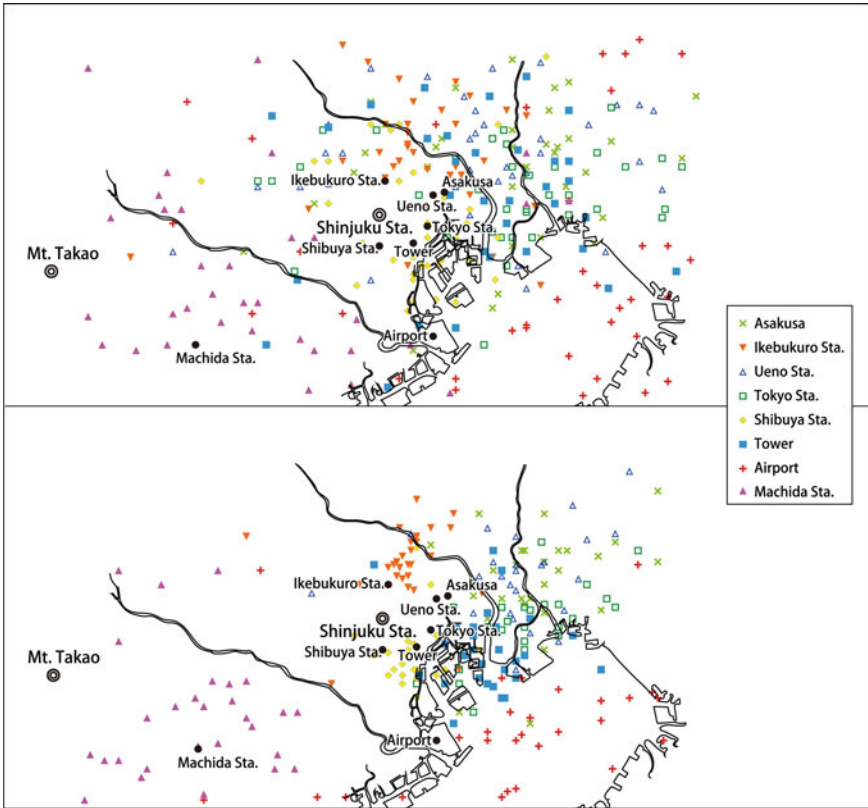 Ikebukuro Sta.
Asakusa
Ueno Sta.
Shinjuku Sta.
Tokyo Sta.
Shibuya Sta.
Tower
Mt. Takao
Airport
Machida Sta.
Asakusa
Ikebukuro Sta.
Ueno Sta.
Tokyo Sta.
Shibuya Sta.
Tower
Airport
Machida Sta.
Ikebukuro Sta.
Asakusa
Ueno Sta.
Shinjuku Sta.
Tokyo Sta.
Shibuya Sta.
Tower
Mt. Takao
Airport
Machida Sta.